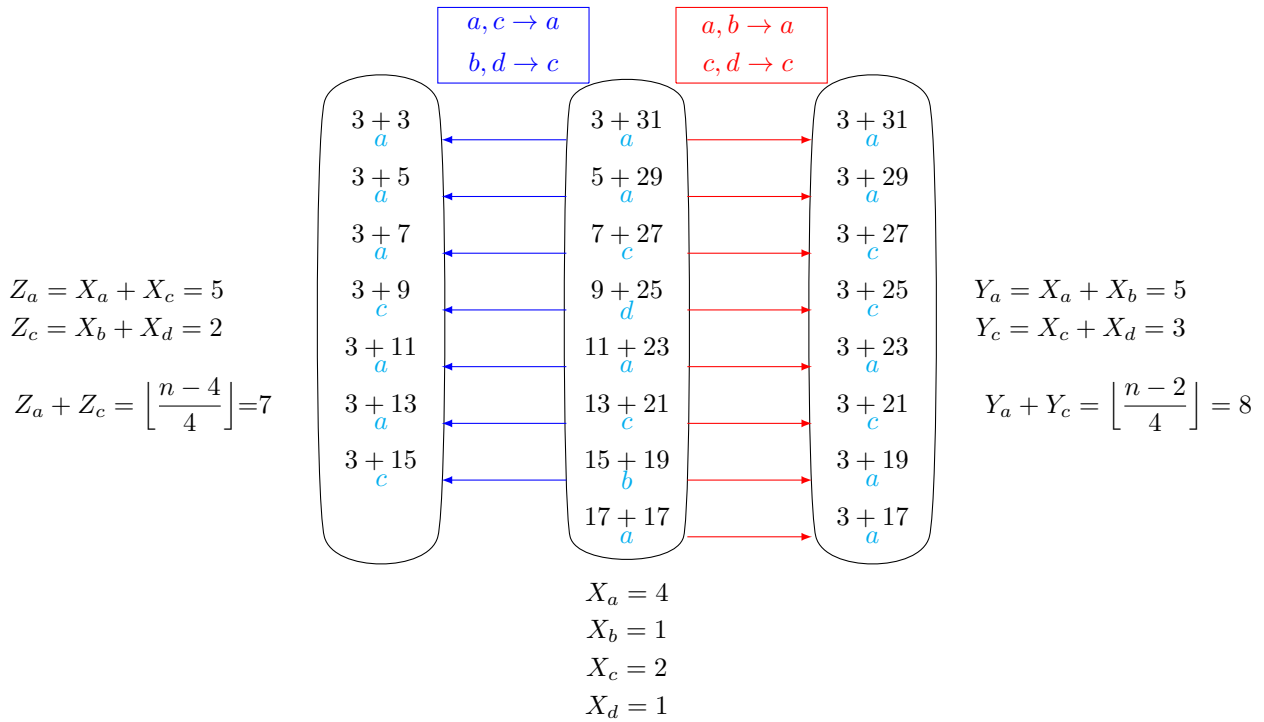 a, c → a
b, d → c
a, b → a
c, d → c
3 + 3
a
3 + 5
a
3 + 7
a
3 + 9
c
3 + 11
a
3 + 13
a
3 + 15
c
3 + 31
a
5 + 29
a
7 + 27
c
9 + 25
d
11 + 23
a
13 + 21
c
15 + 19
b
17 + 17
a
3 + 31
a
3 + 29
a
3 + 27
c
3 + 25
c
3 + 23
a
3 + 21
c
3 + 19
a
3 + 17
a
Z_a = X_a + X_c = 5
Z_c = X_b + X_d = 2
Z_a + Z_c = ⌊(n − 4)/4⌋=7
Y_a = X_a + X_b = 5
Y_c = X_c + X_d = 3
Y_a + Y_c = ⌊(n − 2)/4⌋ = 8
X_a = 4
X_b = 1
X_c = 2
X_d = 1